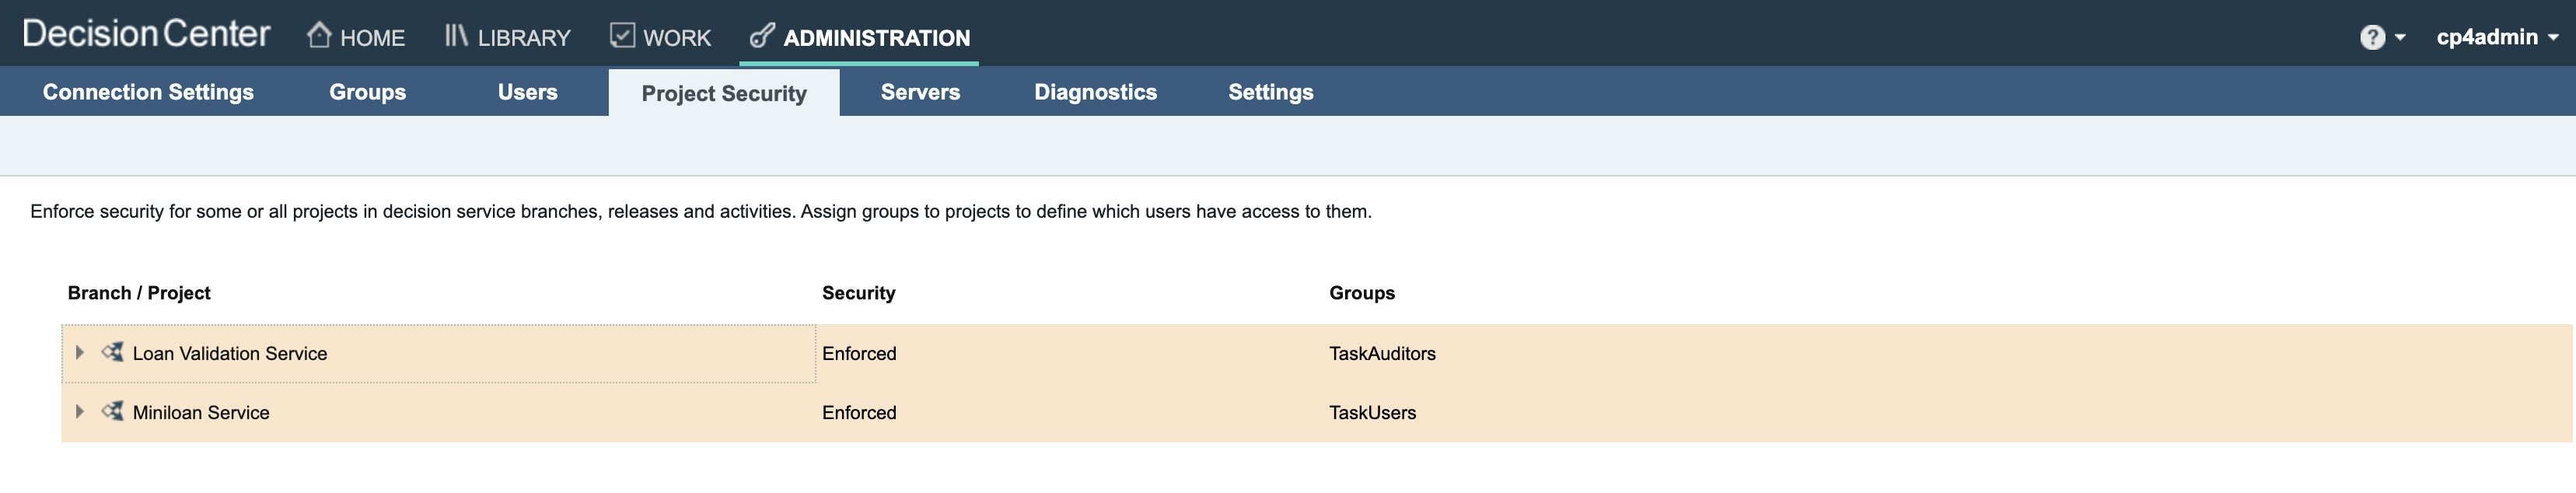 Decision Center HOME LIBRARY WORK ADMINISTRATION ? cp4admin
Connection Settings Groups Users Project Security Servers Diagnostics Settings
Enforce security for some or all projects in decision service branches, releases and activities. Assign groups to projects to define which users have access to them.
Branch / Project Security Groups
Loan Validation Service Enforced TaskAuditors
Miniloan Service Enforced TaskUsers